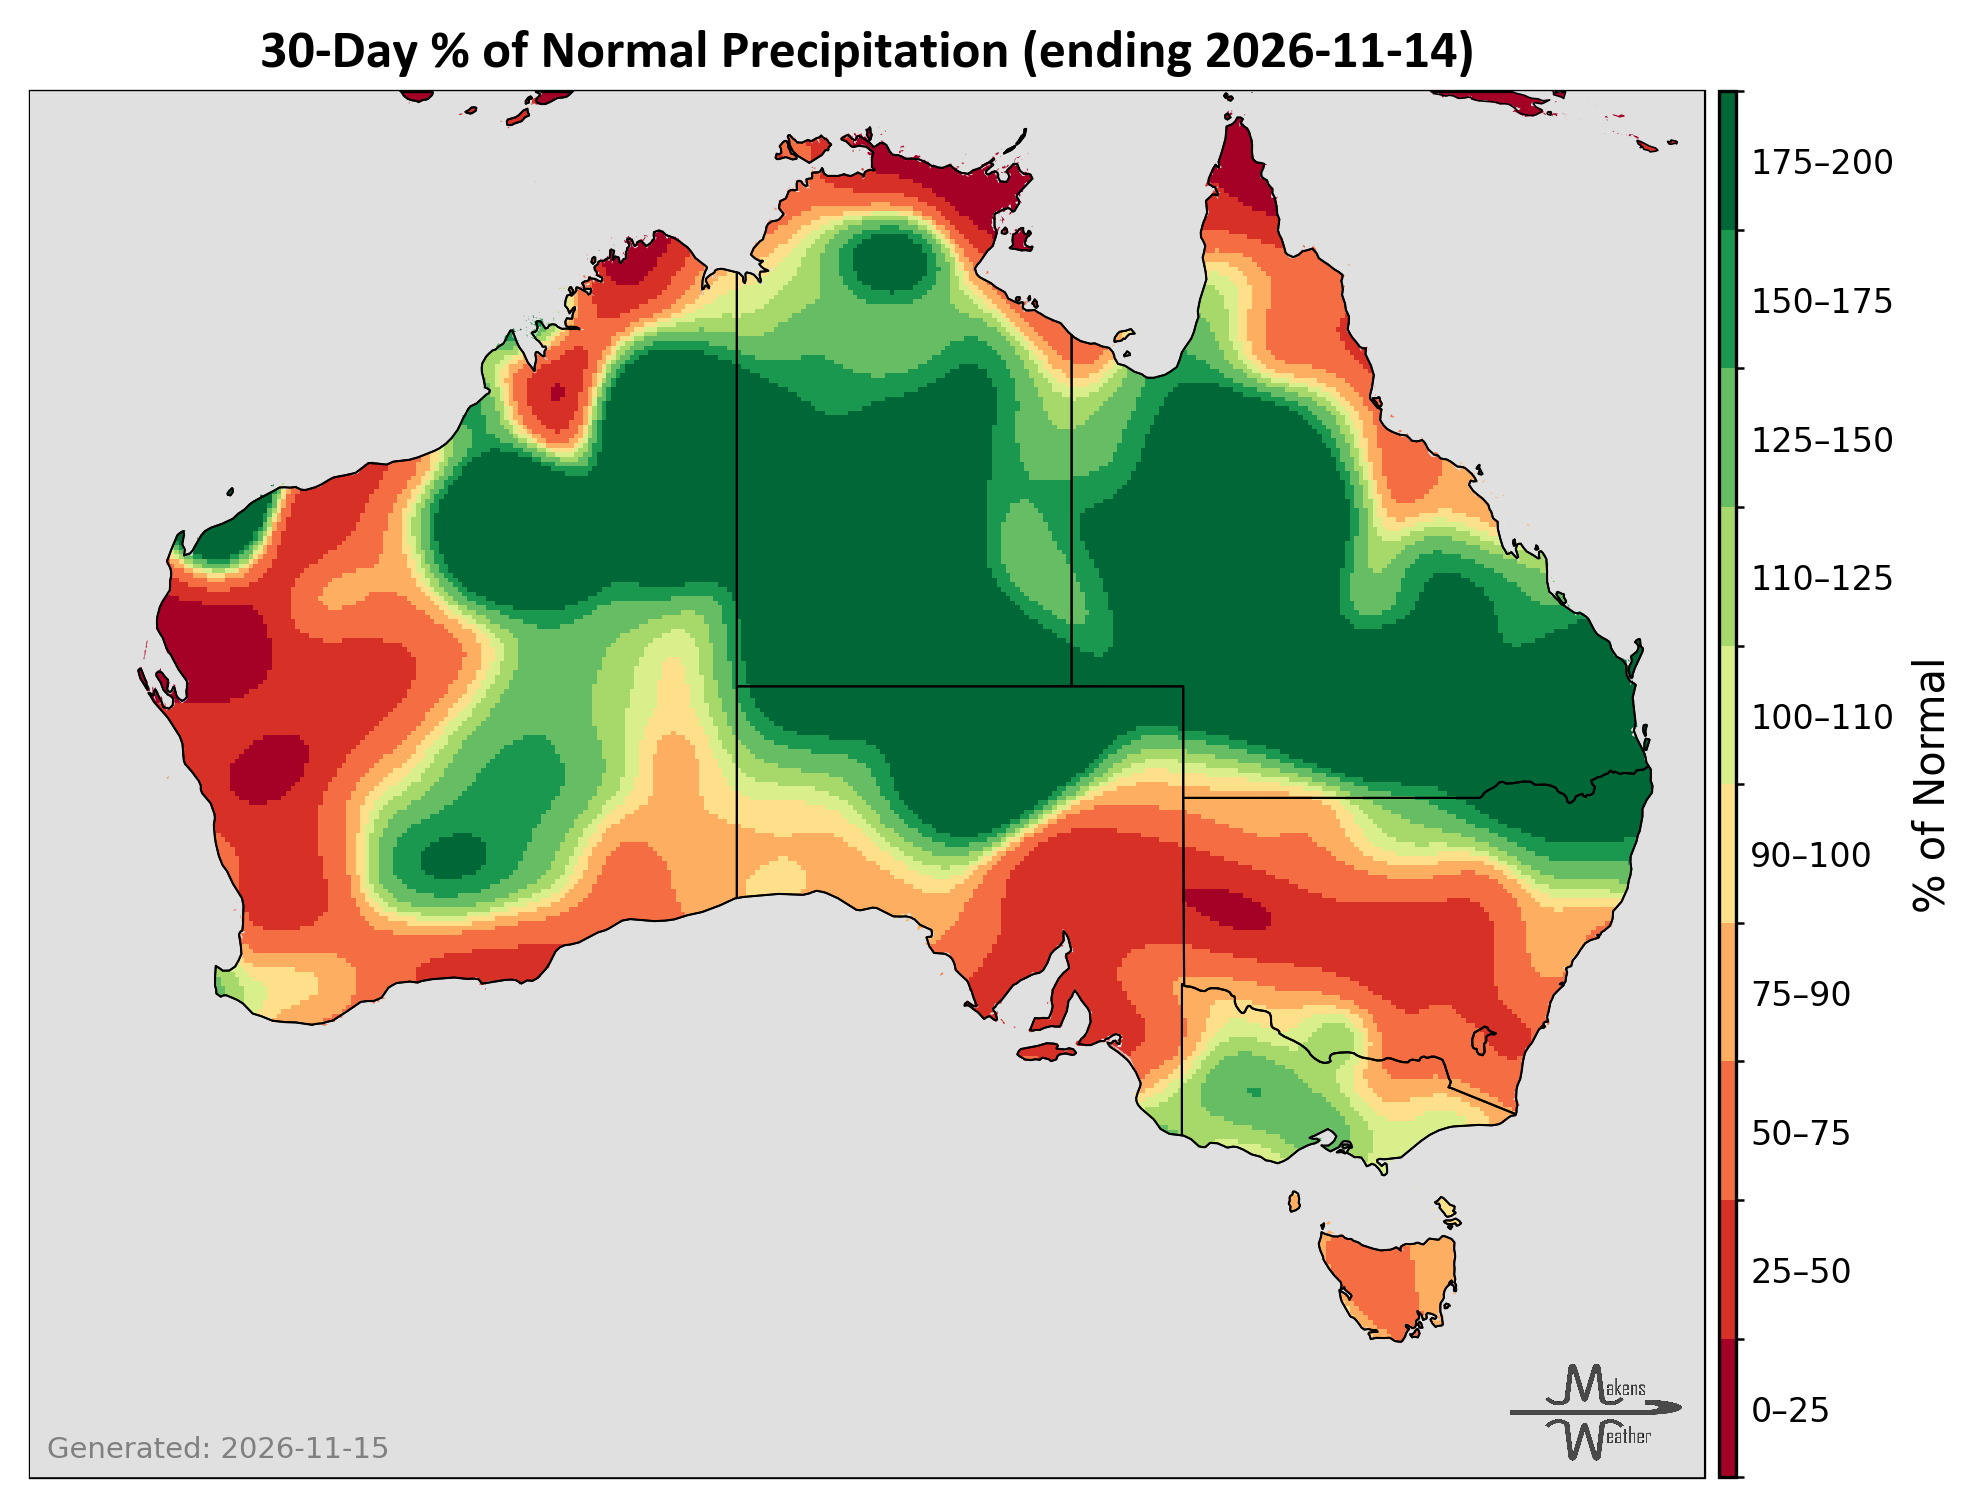 30-Day % of Normal Precipitation (ending 2026-11-14)
175–200
150–175
125–150
110–125
100–110
90–100
75–90
50–75
25–50
0–25
% of Normal
Makens
Weather
Generated: 2026-11-15